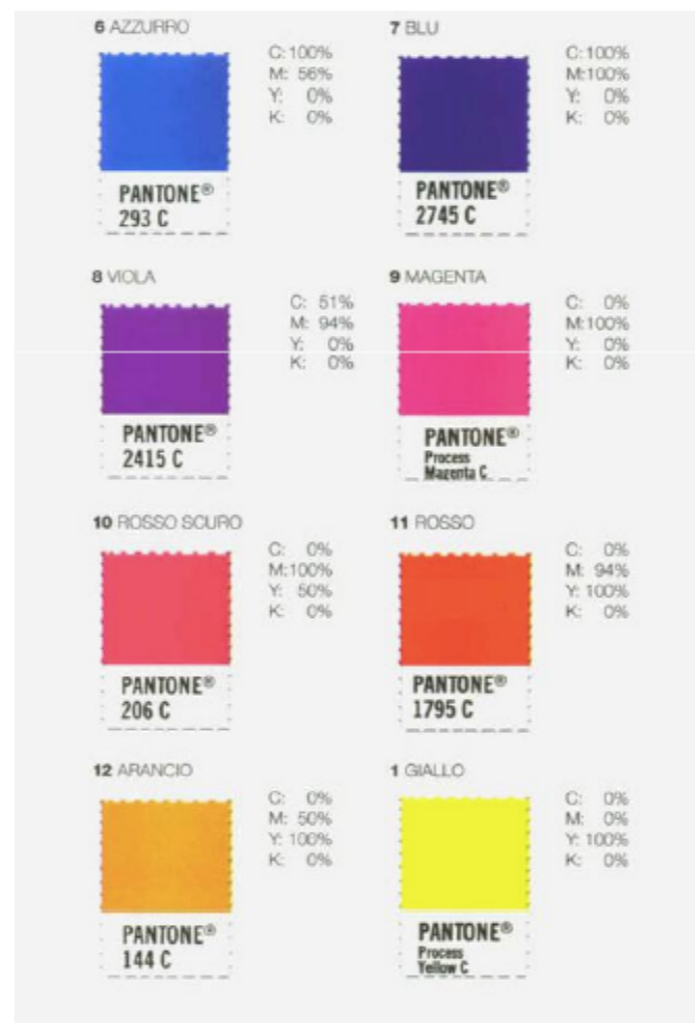 6 AZZURRO
C: 100%
M: 56%
Y: 0%
K: 0%
PANTONE®
293 C
7 BLU
C: 100%
M: 100%
Y: 0%
K: 0%
PANTONE®
2745 C
8 VIOLA
C: 51%
M: 94%
Y: 0%
K: 0%
PANTONE®
2415 C
9 MAGENTA
C: 0%
M: 100%
Y: 0%
K: 0%
PANTONE®
Process
Magenta C
10 ROSSO SCURO
C: 0%
M: 100%
Y: 50%
K: 0%
PANTONE®
206 C
11 ROSSO
C: 0%
M: 94%
Y: 100%
K: 0%
PANTONE®
1795 C
12 ARANCIO
C: 0%
M: 50%
Y: 100%
K: 0%
PANTONE®
144 C
1 GIALLO
C: 0%
M: 0%
Y: 100%
K: 0%
PANTONE®
Process
Yellow C